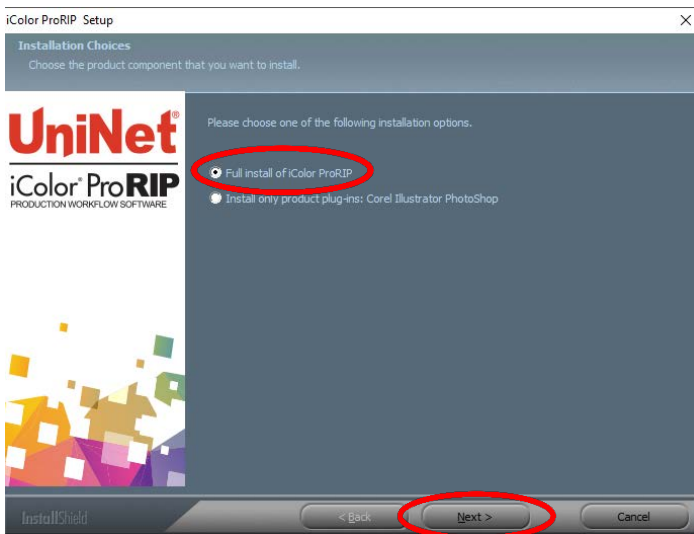 iColor ProRIP Setup
Installation Choices
Choose the product component that you want to install.
UniNet®
iColor® ProRIP
PRODUCTION WORKFLOW SOFTWARE
Please choose one of the following installation options.
Full install of iColor ProRIP
Install only product plug-ins: Corel Illustrator PhotoShop
InstallShield
< Back
Next >
Cancel